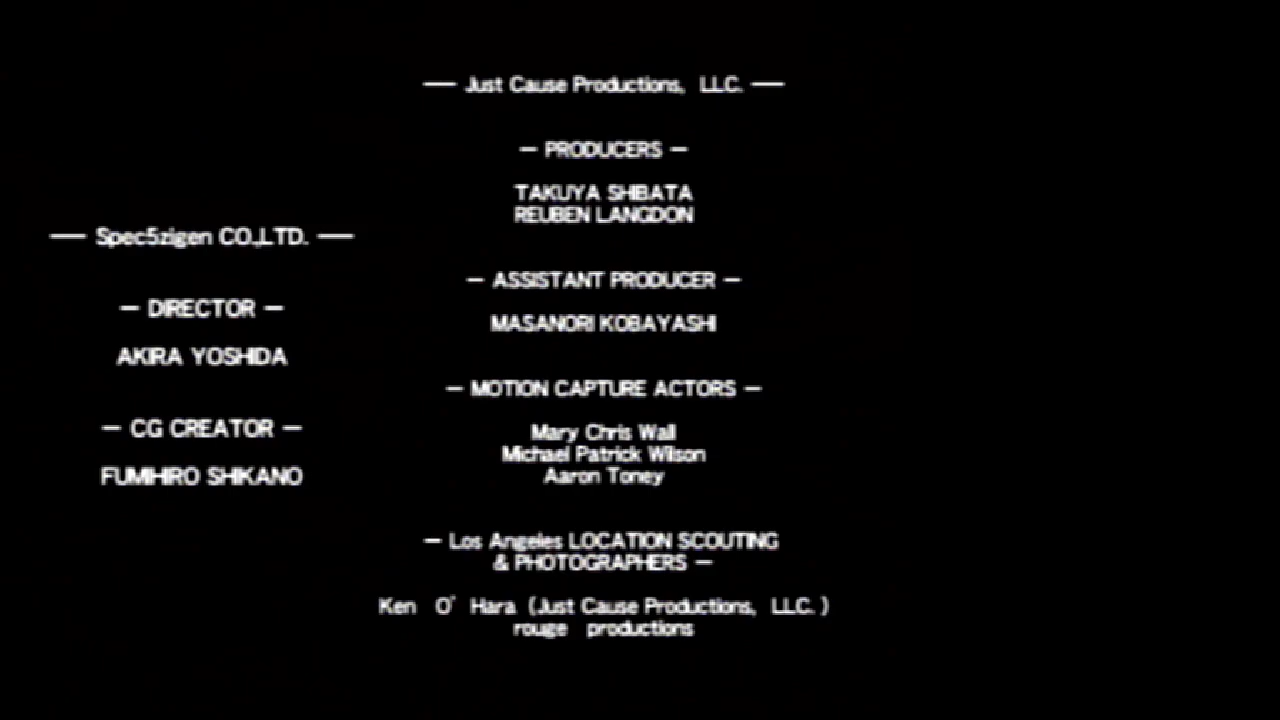 — Spec5zigen CO.,LTD. —
— DIRECTOR —
AKIRA YOSHIDA
— CG CREATOR —
FUMIHIRO SHIKANO
— Just Cause Productions, LLC. —
— PRODUCERS —
TAKUYA SHIBATA
REUBEN LANGDON
— ASSISTANT PRODUCER —
MASANORI KOBAYASHI
— MOTION CAPTURE ACTORS —
Mary Chris Wall
Michael Patrick Wilson
Aaron Toney
— Los Angeles LOCATION SCOUTING
& PHOTOGRAPHERS —
Ken O' Hara (Just Cause Productions, LLC. )
rouge productions